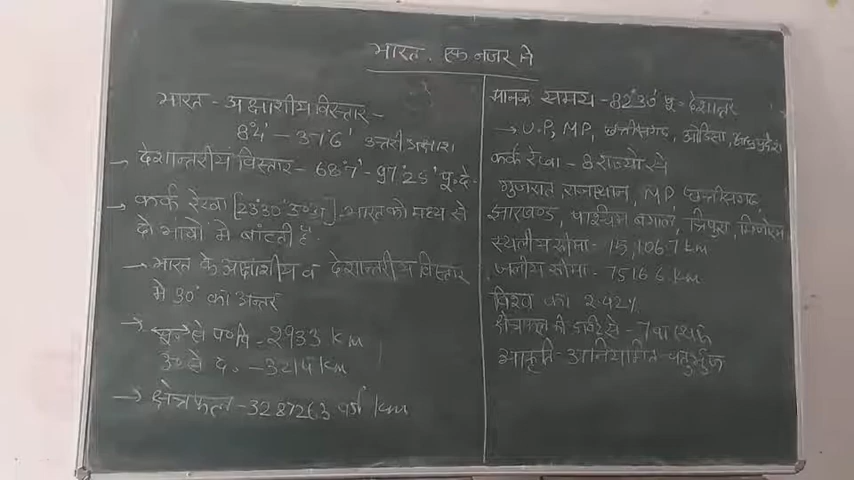 भारत. एक नजर मे
भारत - अक्षाशीय विस्तार -
8°4' - 37°6' उत्तरी अक्षाश
देशान्तरीय विस्तार - 68°7' - 97°25' पू. दे.
कर्क रेखा [23°30' उ०अ०] भारत को मध्य से
दो भागो मे बांटती है.
भारत के अक्षाशीय व देशान्तरीय विस्तार
मे 30° का अन्तर
से - 2933 km
उ० से द. - 3214 km
क्षेत्रफल - 3287263 वर्ग km
मानक समय - 82°30' पू० देशान्तर
→ U.P, MP, छत्तीसगढ, ओडिसा, आन्ध्रप्रदेश
कर्क रेखा - 8 राज्यो से
गुजरात, राजास्थान, MP, छत्तीसगढ
झारखण्ड, पश्चिम बंगाल, त्रिपुरा, मिजोरम
स्थलीय सीमा - 15,106.7 km
जलीय सीमा - 7516.6 km
विश्व का 2.42%
क्षेत्रफल की दृष्टि से - 7वा स्थान
आकृति - अनियमित चतुर्भुज